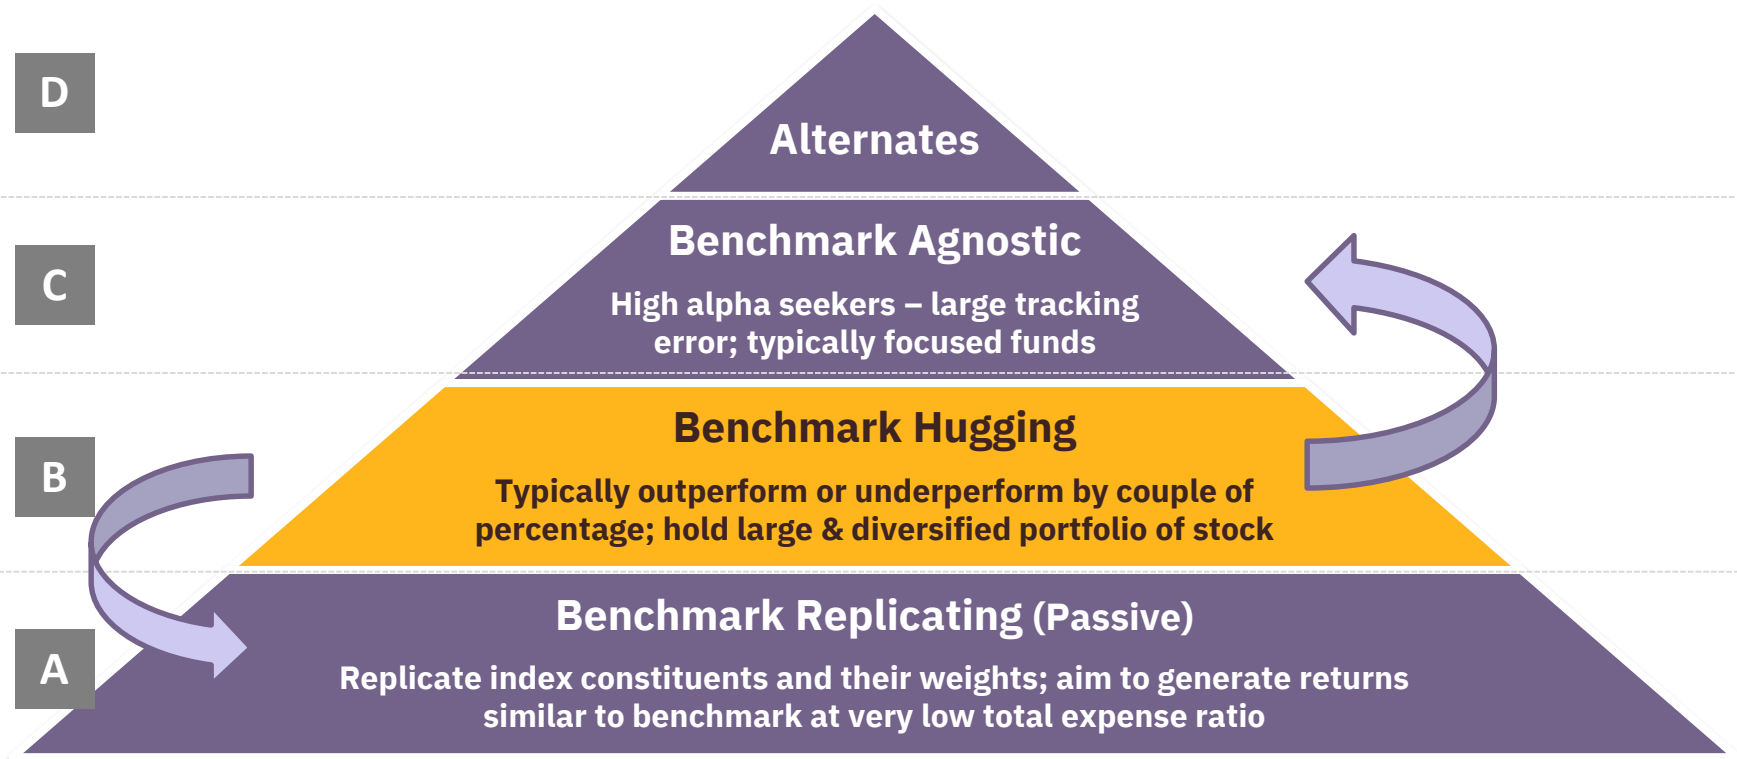 D
Alternates
C
Benchmark Agnostic
High alpha seekers – large tracking
error; typically focused funds
B
Benchmark Hugging
Typically outperform or underperform by couple of
percentage; hold large & diversified portfolio of stock
A
Benchmark Replicating (Passive)
Replicate index constituents and their weights; aim to generate returns
similar to benchmark at very low total expense ratio